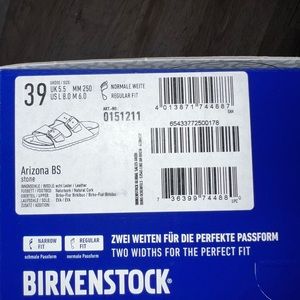 GRÖSSE / SIZE
39
UK 5.5 MM 250
US L 8.0 M 6.0
NORMALE WEITE
REGULAR FIT
ART.-NO.
0151211
4 013871 744887
EAN
65433772500178
Arizona BS
stone
7 36399 74488
UPC
NARROW FIT
schmale Passform
REGULAR FIT
normale Passform
ZWEI WEITEN FÜR DIE PERFEKTE PASSFORM
TWO WIDTHS FOR THE PERFECT FIT
BIRKENSTOCK